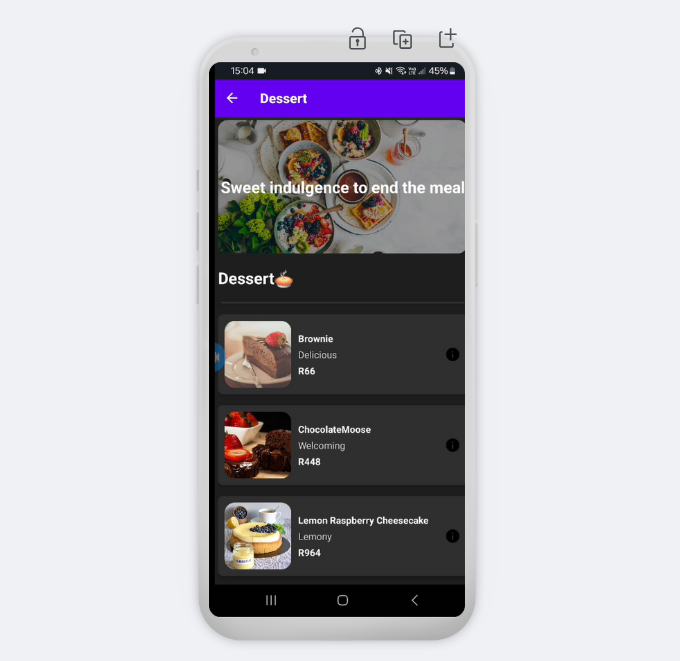 15:04
45%
Dessert
Sweet indulgence to end the meal
Dessert
Brownie
Delicious
R66
ChocolateMoose
Welcoming
R448
Lemon Raspberry Cheesecake
Lemony
R964